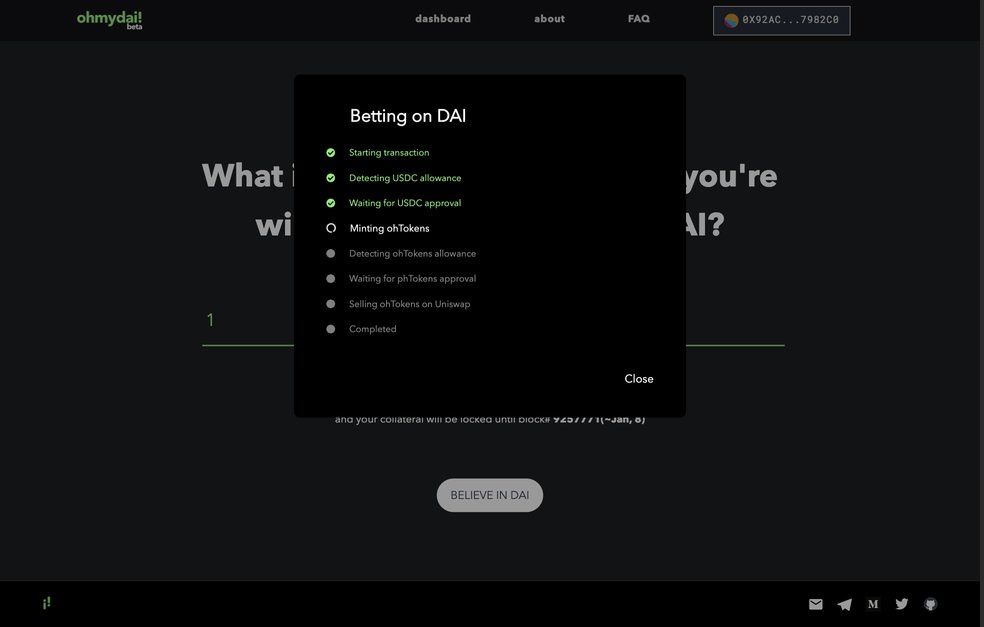 ohmydai!
beta
dashboard
about
FAQ
0X92AC...7982C0
Betting on DAI
Starting transaction
Detecting USDC allowance
Waiting for USDC approval
Minting ohTokens
Detecting ohTokens allowance
Waiting for phTokens approval
Selling ohTokens on Uniswap
Completed
Close
What i
you're
wi
AI?
1
and your collateral will be locked until block# 9257771(~Jan, 8)
BELIEVE IN DAI
¡!
M